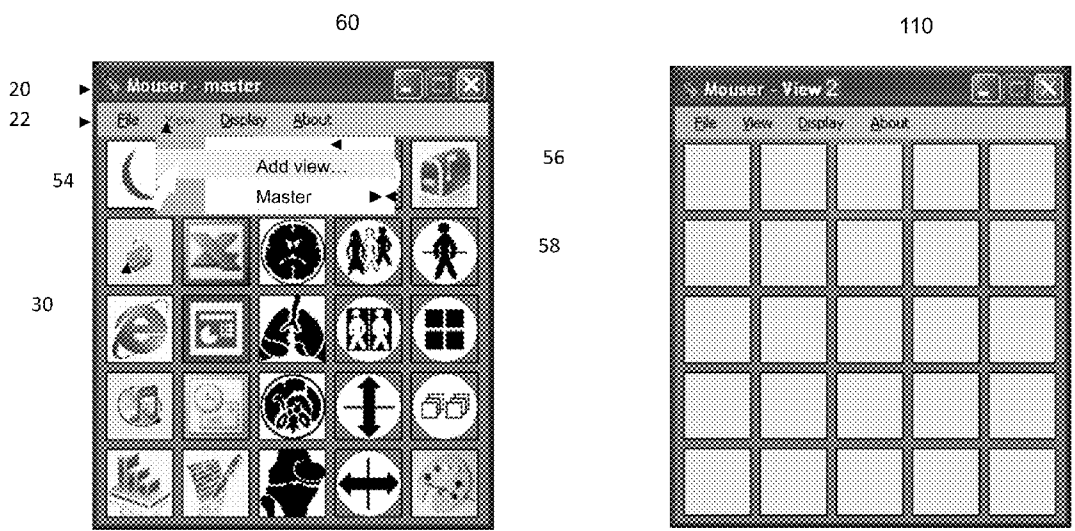 60
110
20
Mouser - master
Mouser - View 2
22
File View Display About
File View Display About
54
Add view...
56
Master
58
30